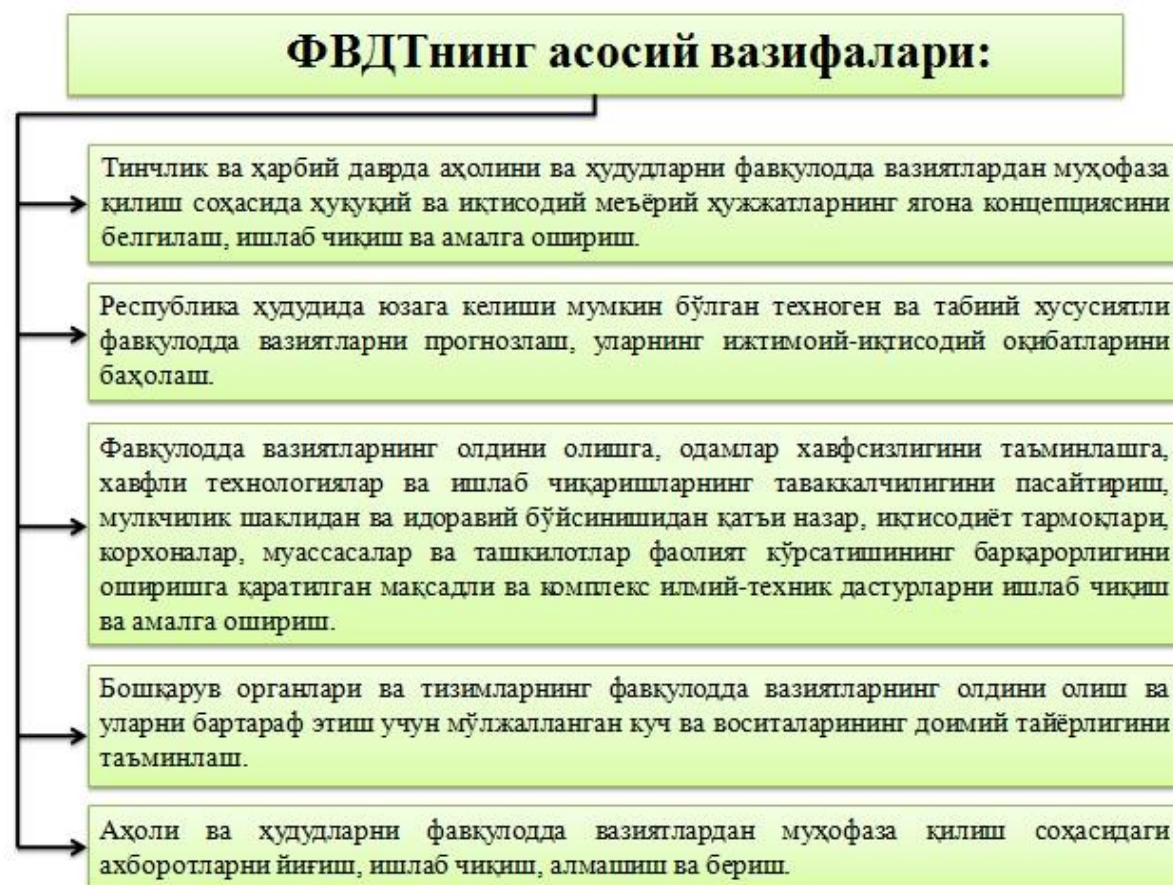 ФВДТнинг асосий вазифалари:
Тинчлик ва ҳарбий даврда аҳолини ва ҳудудларни фавқулодда вазиятлардан муҳофаза
қилиш соҳасида ҳуқуқий ва иқтисодий меъёрий ҳужжатларнинг ягона концепциясини
белгилаш, ишлаб чиқиш ва амалга ошириш.
Республика ҳудудида юзага келиши мумкин бўлган техноген ва табиий хусусиятли
фавқулодда вазиятларни прогнозлаш, уларнинг ижтимоий-иқтисодий оқибатларини
баҳолаш.
Фавқулодда вазиятларнинг олдини олишга, одамлар хавфсизлигини таъминлашга,
хавфли технологиялар ва ишлаб чиқаришларнинг таваккалчилигини пасайтириш,
мулкчилик шаклидан ва идоравий бўйсинишидан қатъи назар, иқтисодиёт тармоқлари,
корхоналар, муассасалар ва ташкилотлар фаолият кўрсатишининг барқарорлигини
оширишга қаратилган мақсадли ва комплекс илмий-техник дастурларни ишлаб чиқиш
ва амалга ошириш.
Бошқарув органлари ва тизимларнинг фавқулодда вазиятларнинг олдини олиш ва
уларни бартараф этиш учун мўлжалланган куч ва воситаларининг доимий тайёрлигини
таъминлаш.
Аҳоли ва ҳудудларни фавқулодда вазиятлардан муҳофаза қилиш соҳасидаги
ахборотларни йиғиш, ишлаб чиқиш, алмашиш ва бериш.